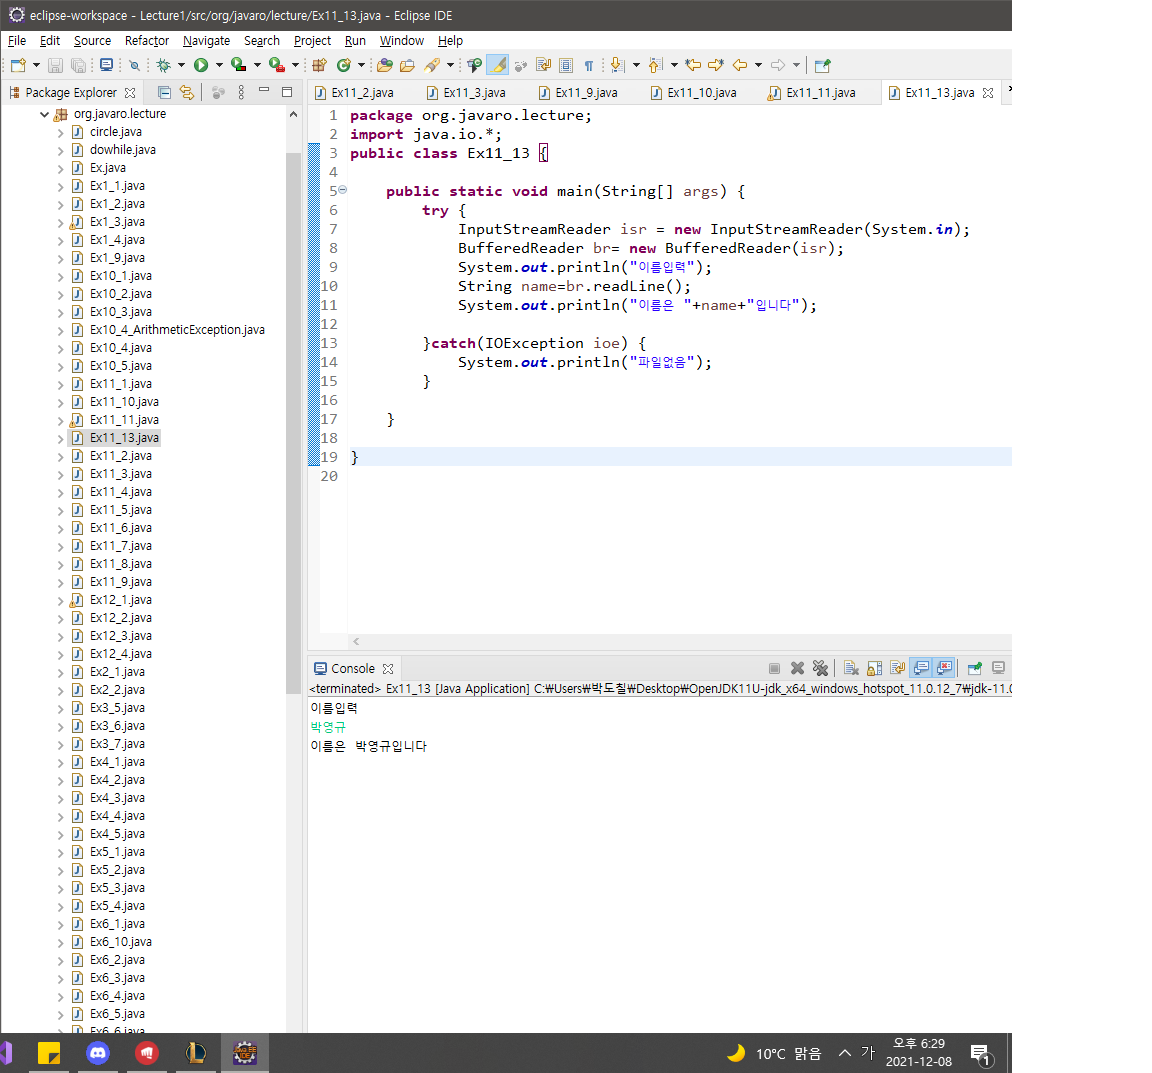 eclipse-workspace - Lecture1/src/org/javaro/lecture/Ex11_13.java - Eclipse IDE
File Edit Source Refactor Navigate Search Project Run Window Help
Package Explorer
org.javaro.lecture
circle.java
dowhile.java
Ex.java
Ex1_1.java
Ex1_2.java
Ex1_3.java
Ex1_4.java
Ex1_9.java
Ex10_1.java
Ex10_2.java
Ex10_3.java
Ex10_4_ArithmeticException.java
Ex10_4.java
Ex10_5.java
Ex11_1.java
Ex11_10.java
Ex11_11.java
Ex11_13.java
Ex11_2.java
Ex11_3.java
Ex11_4.java
Ex11_5.java
Ex11_6.java
Ex11_7.java
Ex11_8.java
Ex11_9.java
Ex12_1.java
Ex12_2.java
Ex12_3.java
Ex12_4.java
Ex2_1.java
Ex2_2.java
Ex3_5.java
Ex3_6.java
Ex3_7.java
Ex4_1.java
Ex4_2.java
Ex4_3.java
Ex4_4.java
Ex4_5.java
Ex5_1.java
Ex5_2.java
Ex5_3.java
Ex5_4.java
Ex6_1.java
Ex6_10.java
Ex6_2.java
Ex6_3.java
Ex6_4.java
Ex6_5.java
Ex6_6.java
Ex11_2.java Ex11_3.java Ex11_9.java Ex11_10.java Ex11_11.java Ex11_13.java
1 package org.javaro.lecture;
2 import java.io.*;
3 public class Ex11_13 {
4
5 public static void main(String[] args) {
6 try {
7 InputStreamReader isr = new InputStreamReader(System.in);
8 BufferedReader br= new BufferedReader(isr);
9 System.out.println("이름입력");
10 String name=br.readLine();
11 System.out.println("이름은 "+name+"입니다");
12
13 }catch(IOException ioe) {
14 System.out.println("파일없음");
15 }
16
17 }
18
19 }
20
Console
<terminated> Ex11_13 [Java Application] C:₩Users₩박도칠₩Desktop₩OpenJDK11U-jdk_x64_windows_hotspot_11.0.12_7₩jdk-11.0
이름입력
박영규
이름은 박영규입니다
10°C 맑음 가 오후 6:29
2021-12-08
1